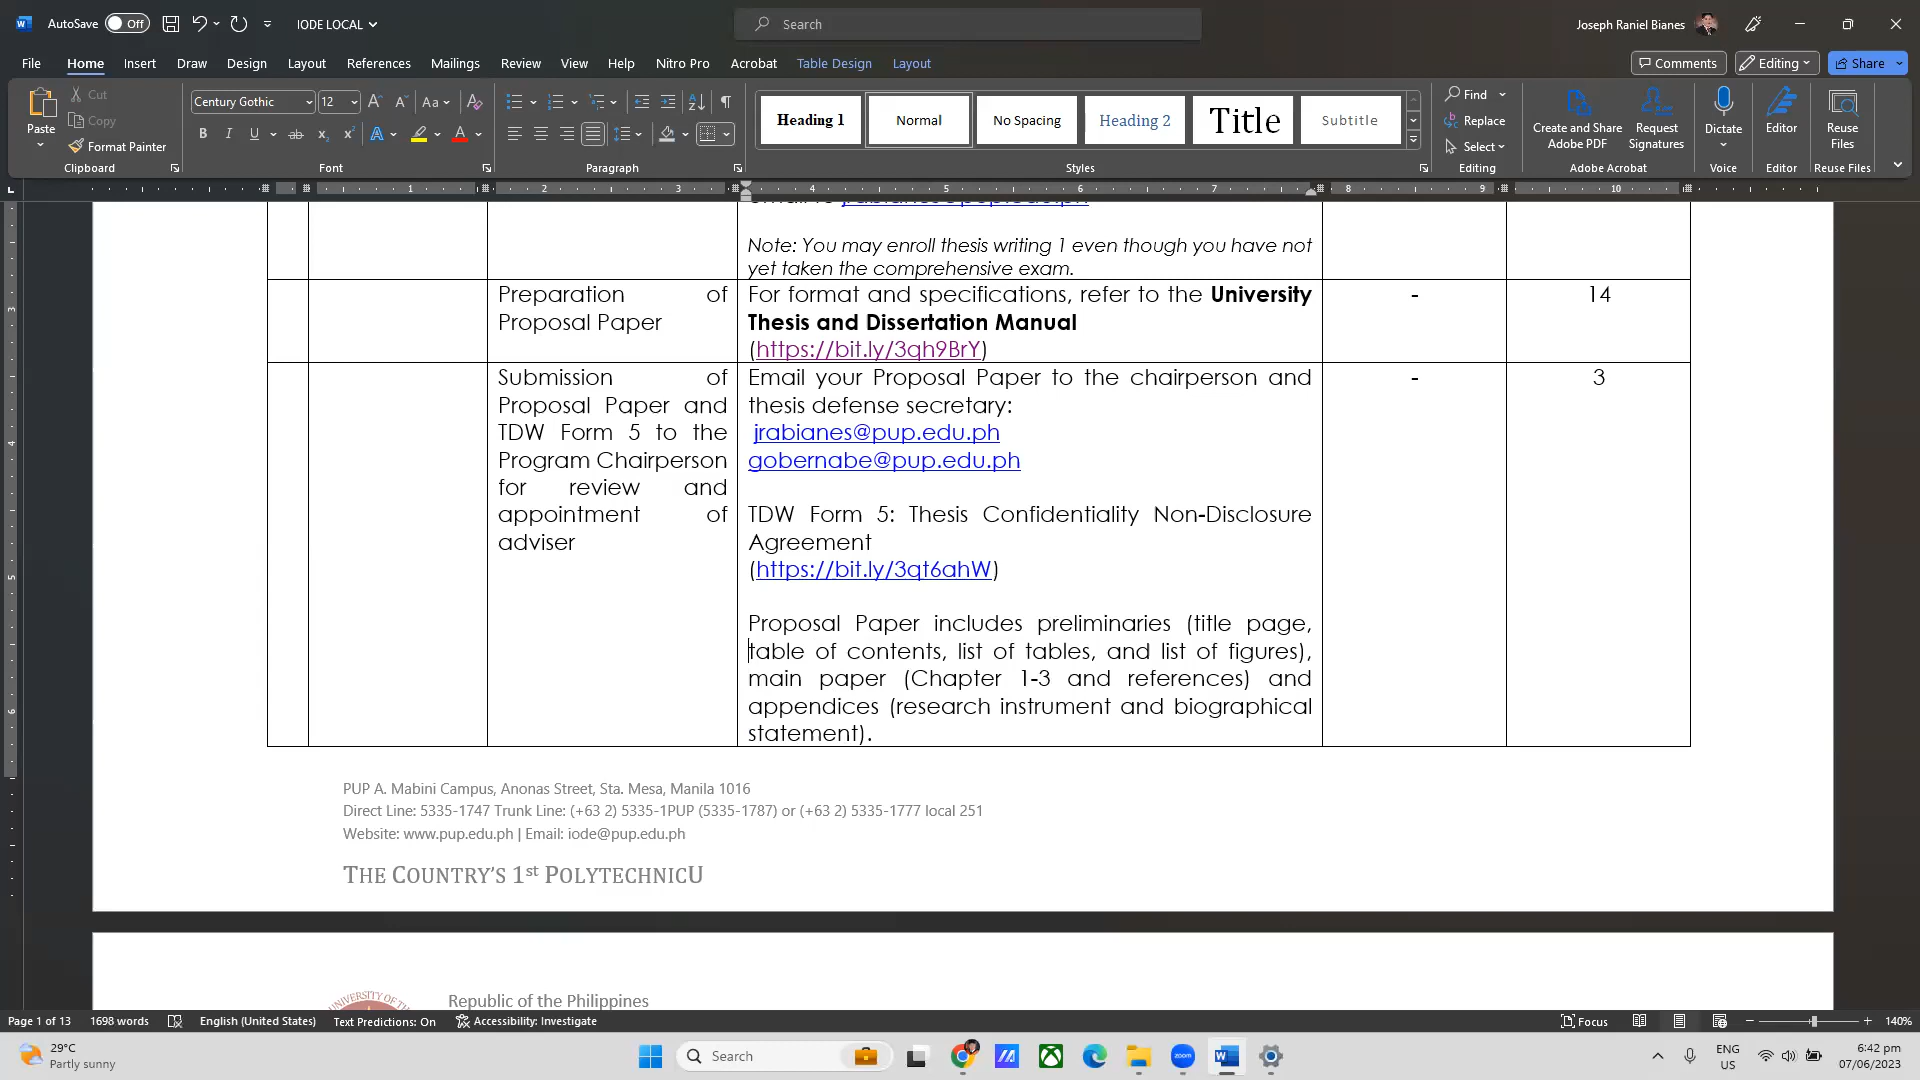 AutoSave Off IODE LOCAL Search Joseph Raniel Bianes
File Home Insert Draw Design Layout References Mailings Review View Help Nitro Pro Acrobat Table Design Layout Comments Editing Share
Paste Cut Copy Format Painter
Century Gothic 12
Heading 1 Normal No Spacing Heading 2 Title Subtitle
Find Replace Select
Create and Share Adobe PDF Request Signatures Dictate Editor Reuse Files
Clipboard Font Paragraph Styles Editing Adobe Acrobat Voice Editor Reuse Files
1 2 3 4 5 6 7 8 9 10
Note: You may enroll thesis writing 1 even though you have not
yet taken the comprehensive exam.
Preparation of
Proposal Paper
For format and specifications, refer to the University
Thesis and Dissertation Manual
(https://bit.ly/3qh9BrY)
-
14
Submission of
Proposal Paper and
TDW Form 5 to the
Program Chairperson
for review and
appointment of
adviser
Email your Proposal Paper to the chairperson and
thesis defense secretary:
jrabianes@pup.edu.ph
gobernabe@pup.edu.ph
TDW Form 5: Thesis Confidentiality Non-Disclosure
Agreement
(https://bit.ly/3qt6ahW)
Proposal Paper includes preliminaries (title page,
table of contents, list of tables, and list of figures),
main paper (Chapter 1-3 and references) and
appendices (research instrument and biographical
statement).
-
3
PUP A. Mabini Campus, Anonas Street, Sta. Mesa, Manila 1016
Direct Line: 5335-1747 Trunk Line: (+63 2) 5335-1PUP (5335-1787) or (+63 2) 5335-1777 local 251
Website: www.pup.edu.ph | Email: iode@pup.edu.ph
THE COUNTRY'S 1st POLYTECHNICU
Republic of the Philippines
Page 1 of 13 1698 words English (United States) Text Predictions: On Accessibility: Investigate Focus 140%
29°C
Partly sunny
Search
ENG
US
6:42 pm
07/06/2023